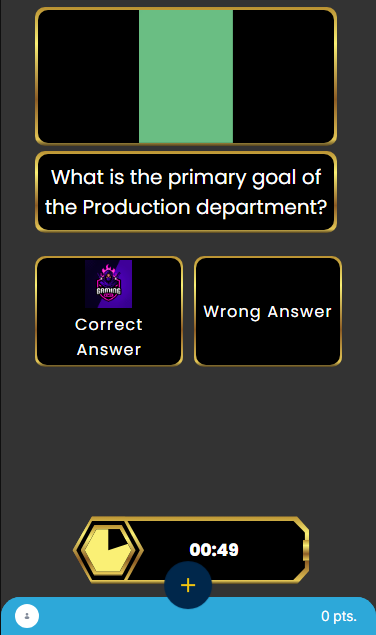 What is the primary goal of
the Production department?
GAMING
Correct
Answer
Wrong Answer
00:49
+
0 pts.